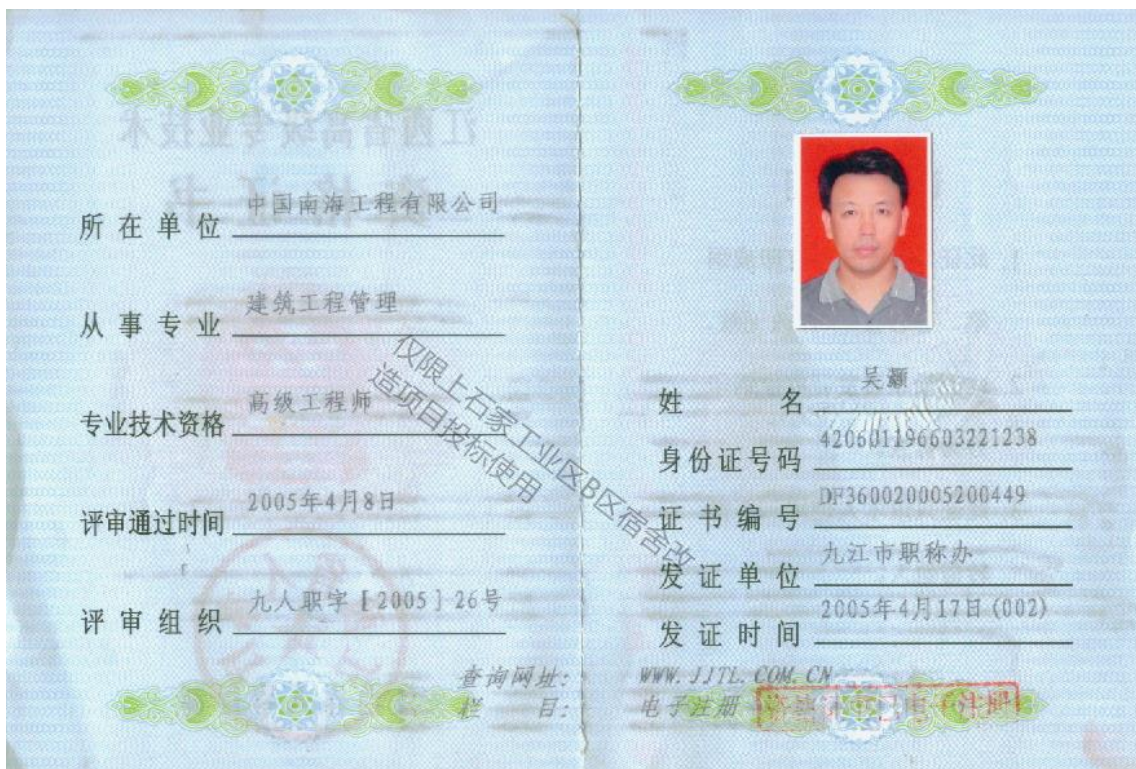 所在单位 中国南海工程有限公司
从事专业 建筑工程管理
专业技术资格 高级工程师
评审通过时间 2005年4月8日
评审组织 九人职字【2005】26号
仅限上石家工业区B区宿舍改
造项目投标使用
姓名 吴灏
身份证号码 420601196603221238
证书编号 DF360020005200449
发证单位 九江市职称办
发证时间 2005年4月17日(002)
查询网址: WWW.JJTL.COM.CN
栏目: 电子注册